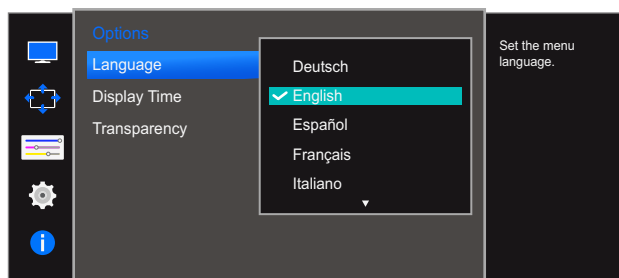 Options
Language
Display Time
Transparency
Deutsch
English
Español
Français
Italiano
Set the menu
language.